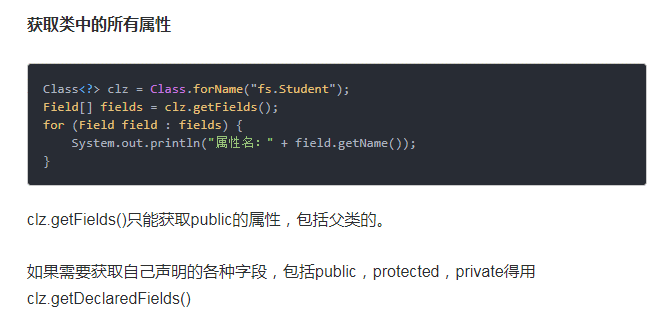 获取类中的所有属性
Class<?> clz = Class.forName("fs.Student");
Field[] fields = clz.getFields();
for (Field field : fields) {
    System.out.println("属性名：" + field.getName());
}
clz.getFields()只能获取public的属性，包括父类的。
如果需要获取自己声明的各种字段，包括public，protected，private得用
clz.getDeclaredFields()